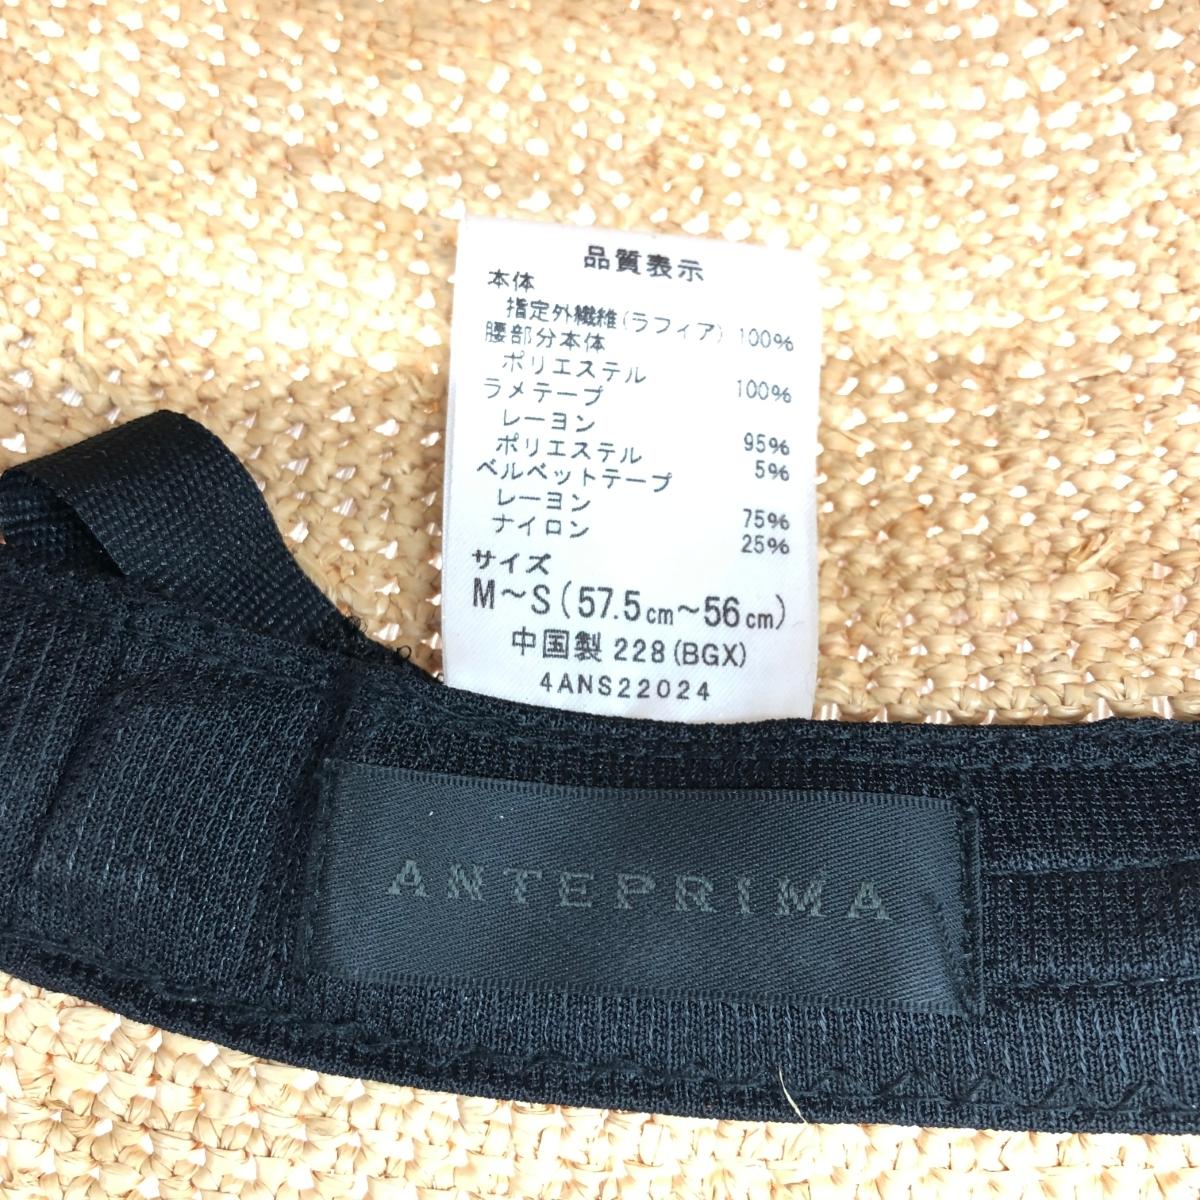 品質表示
本体
指定外繊維(ラフィア) 100%
腰部分本体
ポリエステル 100%
ラメテープ
レーヨン 95%
ポリエステル 5%
ベルベットテープ
レーヨン 75%
ナイロン 25%
サイズ
M〜S(57.5cm〜56cm)
中国製 228(BGX)
4ANS22024
ANTEPRIMA